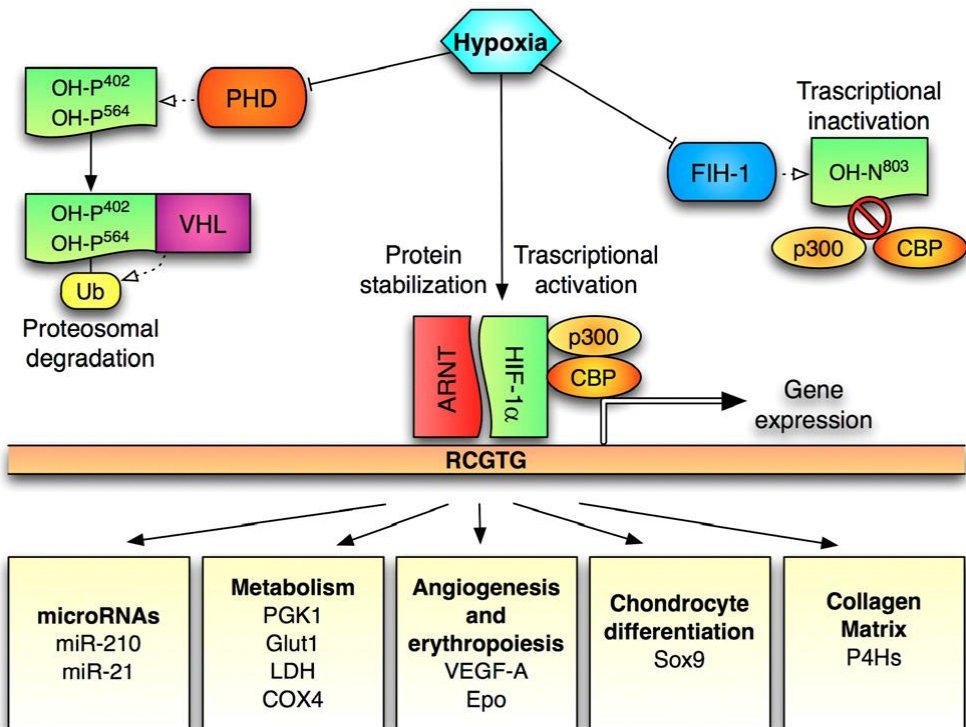 Hypoxia
OH-P402
OH-P564
PHD
Trascriptional
inactivation
FIH-1
OH-N803
p300
CBP
OH-P402
OH-P564
VHL
Ub
Proteosomal
degradation
Protein
stabilization
Trascriptional
activation
ARNT
HIF-1α
p300
CBP
Gene
expression
RCGTG
microRNAs
miR-210
miR-21
Metabolism
PGK1
Glut1
LDH
COX4
Angiogenesis
and
erythropoiesis
VEGF-A
Epo
Chondrocyte
differentiation
Sox9
Collagen
Matrix
P4Hs